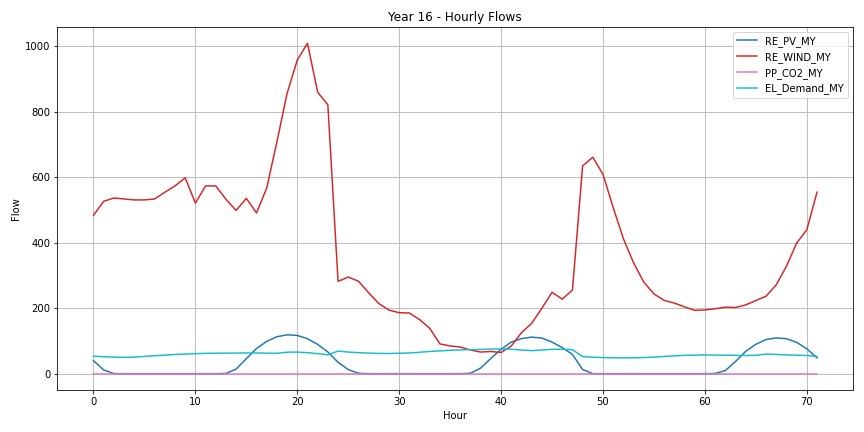 Year 16 - Hourly Flows
RE_PV_MY
RE_WIND_MY
PP_CO2_MY
EL_Demand_MY
1000
800
600
400
200
0
Flow
0 10 20 30 40 50 60 70
Hour